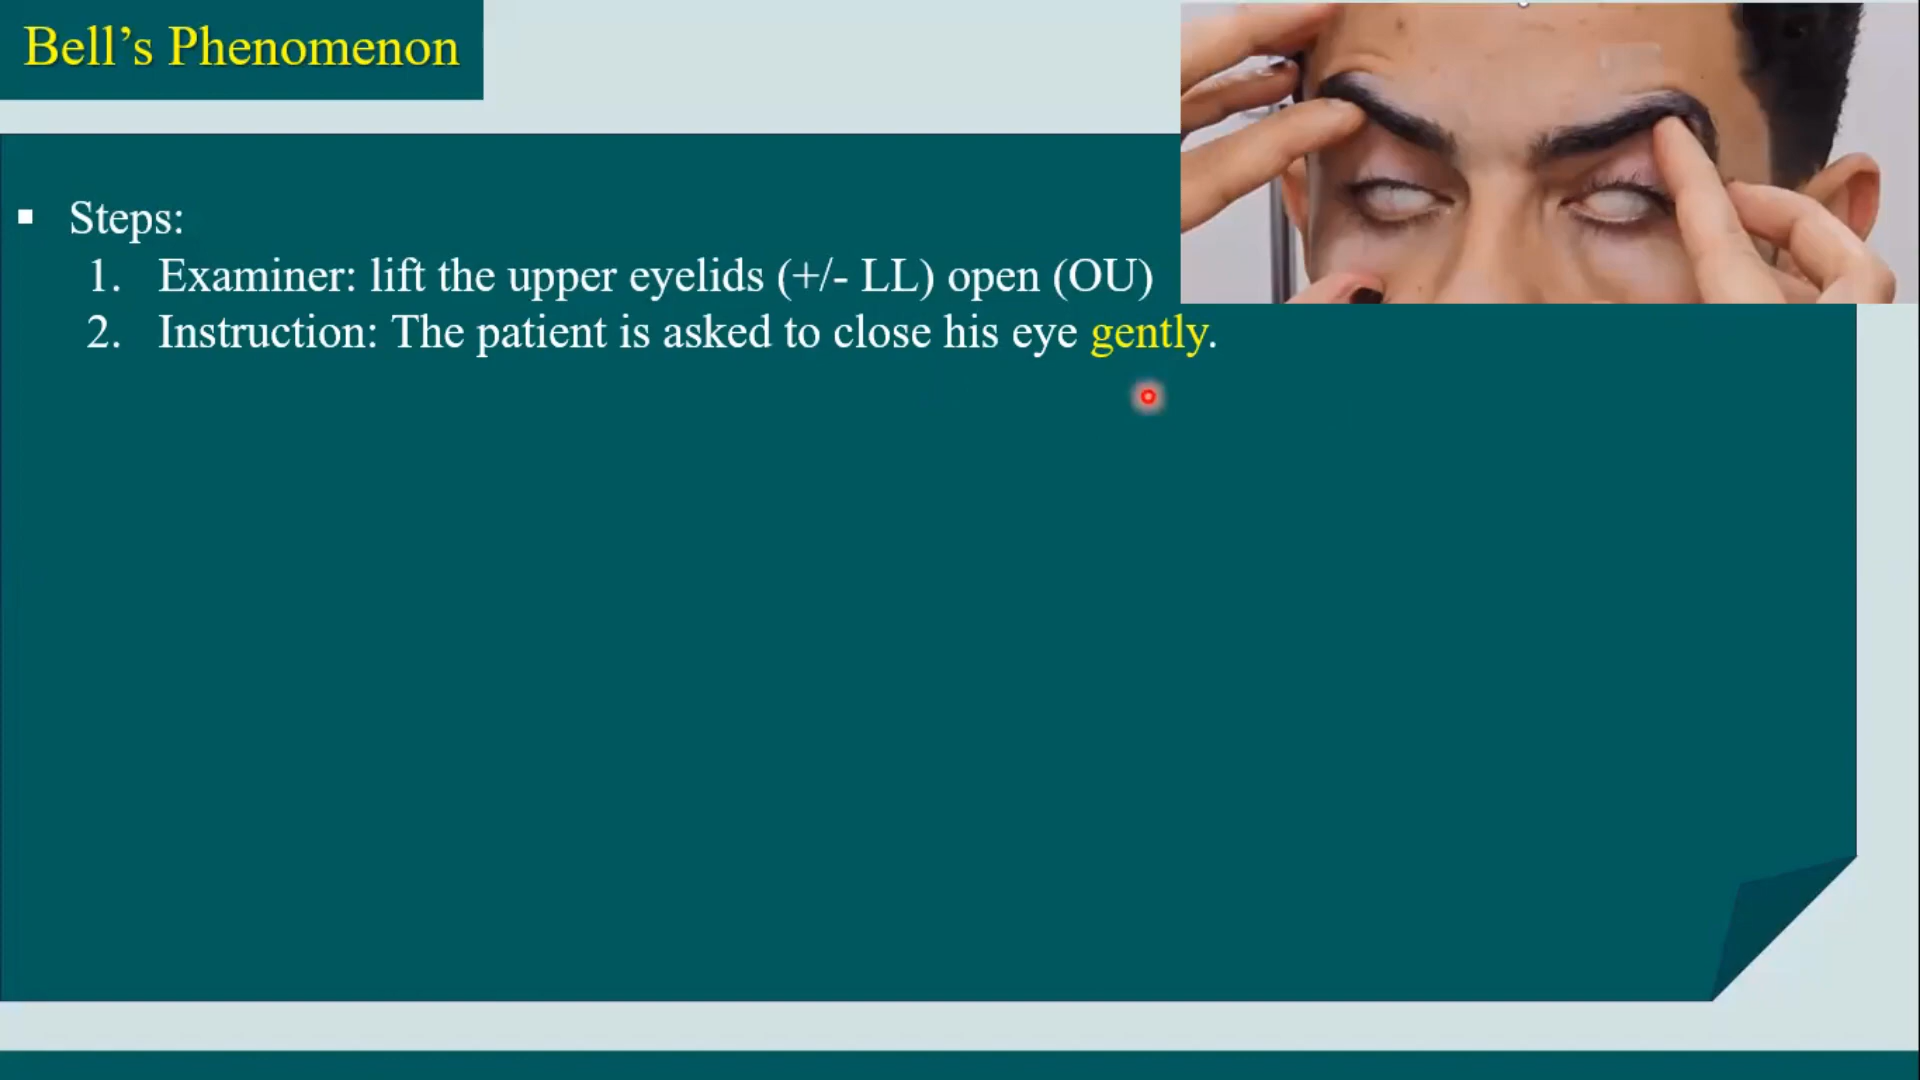 Bell’s Phenomenon
▪ Steps:
1. Examiner: lift the upper eyelids (+/- LL) open (OU)
2. Instruction: The patient is asked to close his eye gently.